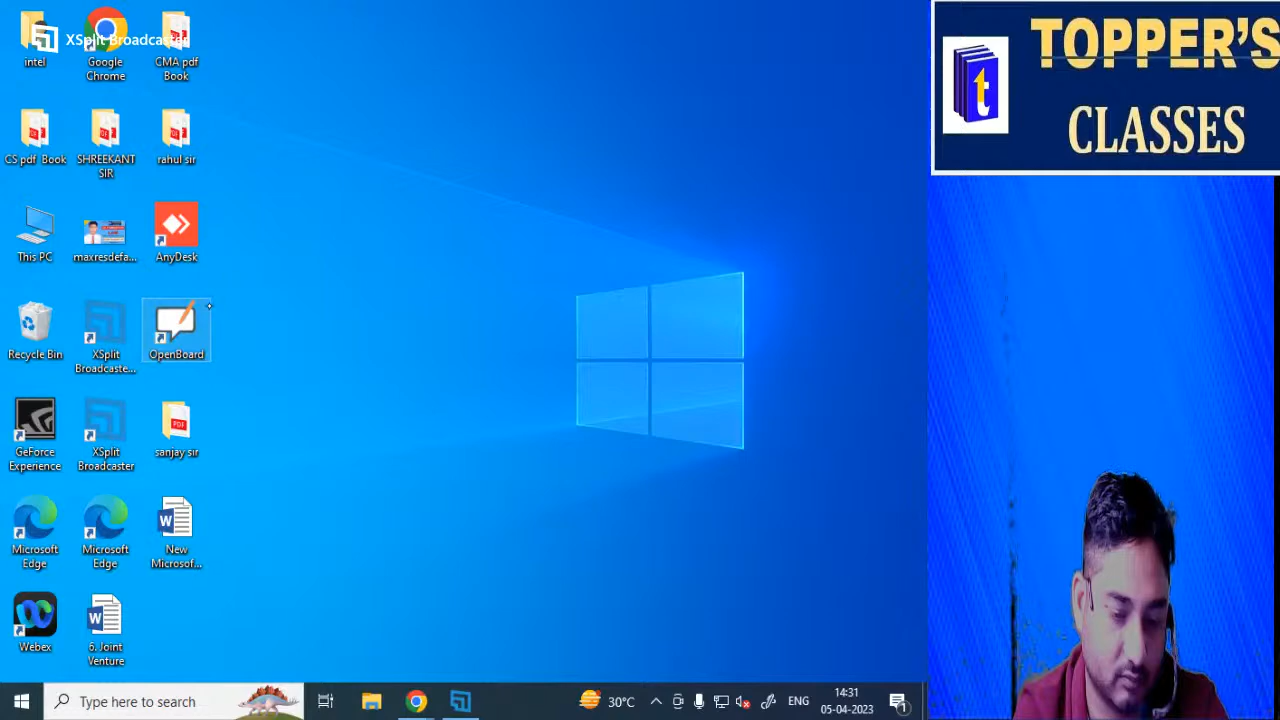 XSplit Broadcaster
intel
Google
Chrome
CMA pdf
Book
CS pdf Book
SHREEKANT
SIR
rahul sir
This PC
maxresdefa...
AnyDesk
Recycle Bin
XSplit
Broadcaste...
OpenBoard
GeForce
Experience
XSplit
Broadcaster
PDF
sanjay sir
Microsoft
Edge
Microsoft
Edge
New
Microsof...
Webex
6. Joint
Venture
Type here to search
30°C
ENG
14:31
05-04-2023
1
TOPPER'S
CLASSES
t